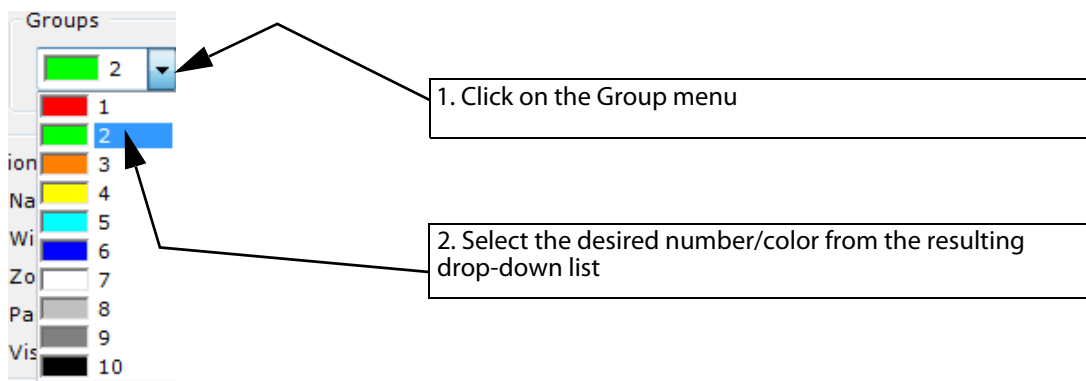 Groups
2
1. Click on the Group menu
1
2
ion 3
Na 4
5
Wi 6
2. Select the desired number/color from the resulting
drop-down list
Zo 7
Pa 8
9
Vis 10